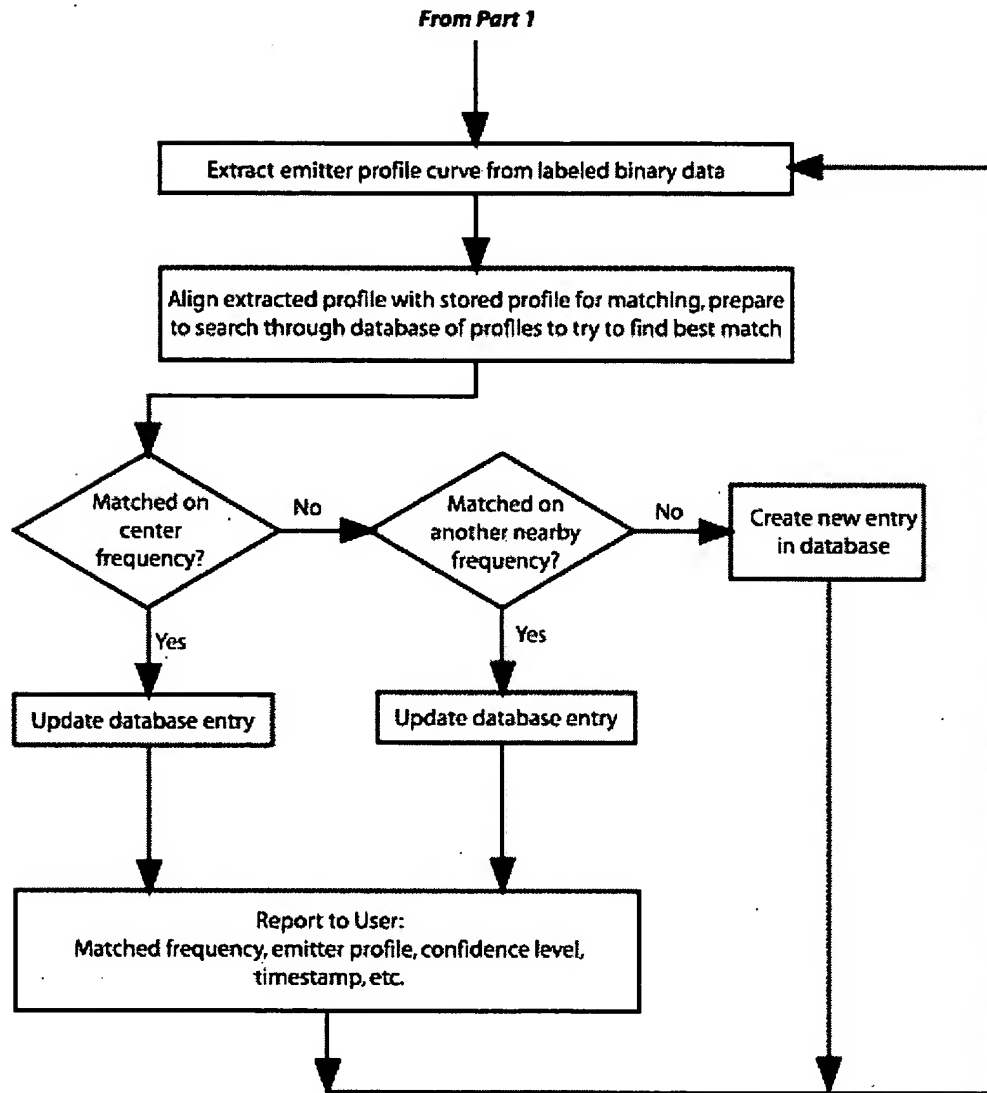 From Part 1
Extract emitter profile curve from labeled binary data
Align extracted profile with stored profile for matching, prepare
to search through database of profiles to try to find best match
Matched on
center
frequency?
No
Matched on
another nearby
frequency?
No
Create new entry
in database
Yes
Yes
Update database entry
Update database entry
Report to User:
Matched frequency, emitter profile, confidence level,
timestamp, etc.